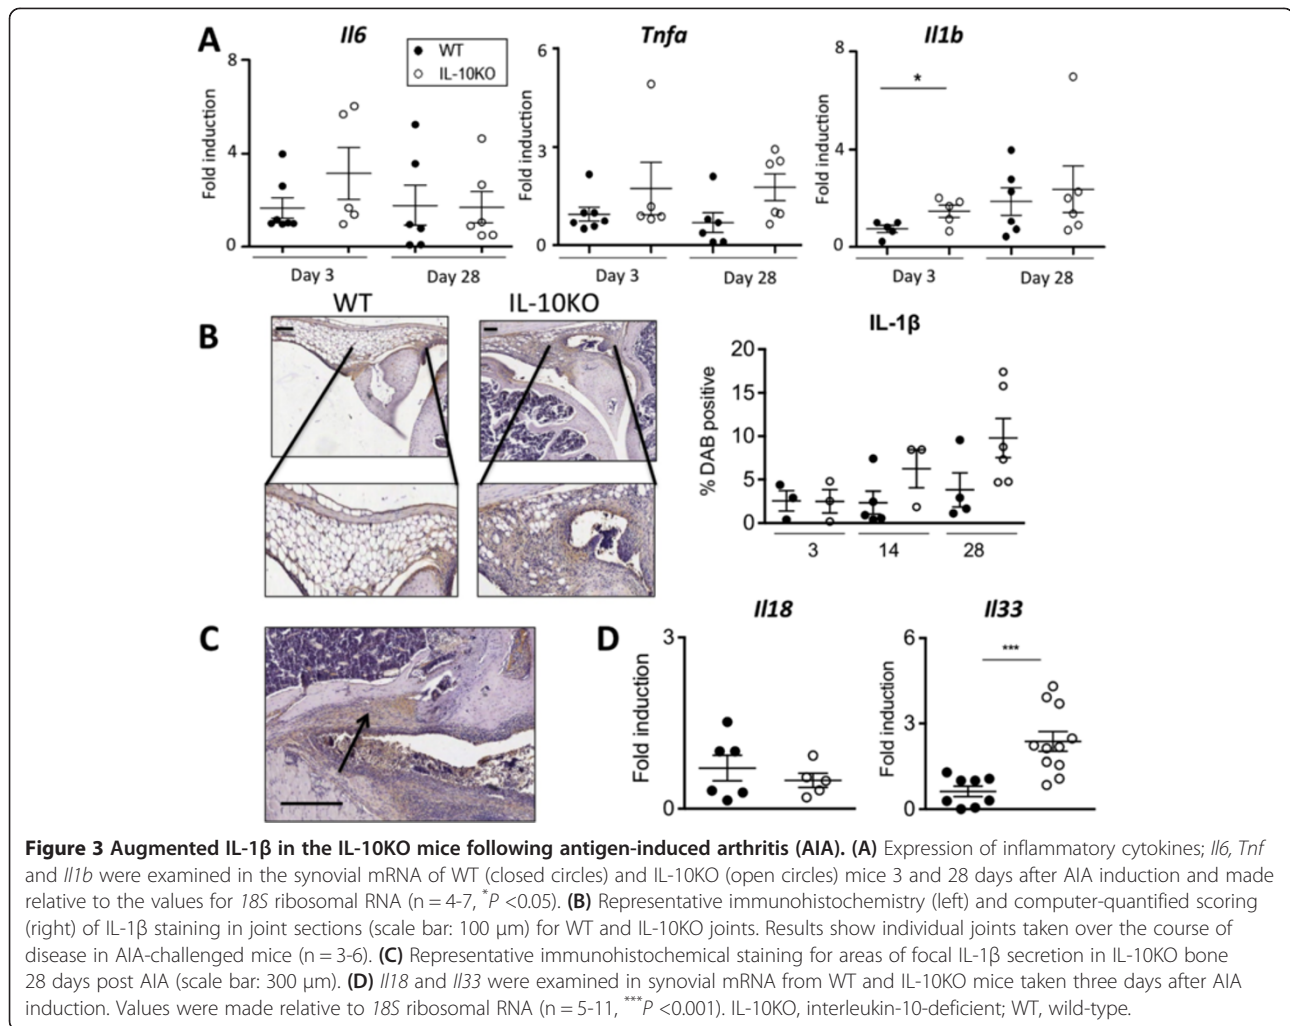 A
Il6
Tnfa
Il1b
WT
IL-10KO
Fold induction
8
4
0
Day 3
Day 28
Fold induction
6
3
0
Day 3
Day 28
Fold induction
8
4
0
*
Day 3
Day 28
B
WT
IL-10KO
IL-1β
% DAB positive
20
15
10
5
0
3
14
28
C
D
Il18
Fold induction
3
0
Il33
Fold induction
6
3
0
***
Figure 3 Augmented IL-1β in the IL-10KO mice following antigen-induced arthritis (AIA). (A) Expression of inflammatory cytokines; Il6, Tnf
and Il1b were examined in the synovial mRNA of WT (closed circles) and IL-10KO (open circles) mice 3 and 28 days after AIA induction and made
relative to the values for 18S ribosomal RNA (n = 4-7, *P <0.05). (B) Representative immunohistochemistry (left) and computer-quantified scoring
(right) of IL-1β staining in joint sections (scale bar: 100 μm) for WT and IL-10KO joints. Results show individual joints taken over the course of
disease in AIA-challenged mice (n = 3-6). (C) Representative immunohistochemical staining for areas of focal IL-1β secretion in IL-10KO bone
28 days post AIA (scale bar: 300 μm). (D) Il18 and Il33 were examined in synovial mRNA from WT and IL-10KO mice taken three days after AIA
induction. Values were made relative to 18S ribosomal RNA (n = 5-11, ***P <0.001). IL-10KO, interleukin-10-deficient; WT, wild-type.